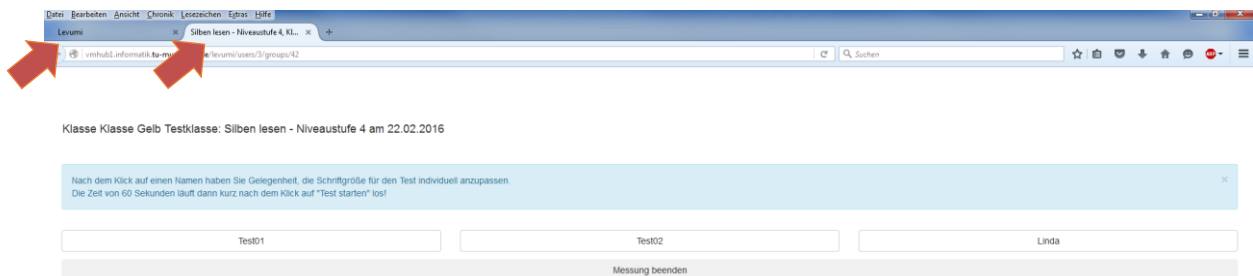 Datei Bearbeiten Ansicht Chronik Lesezeichen Extras Hilfe
Levumi × Silben lesen - Niveaustufe 4, Kl... × +
vmhub1.informatik.tu-mu e/levumi/users/3/groups/42 Suchen ABP
Klasse Klasse Gelb Testklasse: Silben lesen - Niveaustufe 4 am 22.02.2016
Nach dem Klick auf einen Namen haben Sie Gelegenheit, die Schriftgröße für den Test individuell anzupassen. ×
Die Zeit von 60 Sekunden läuft dann kurz nach dem Klick auf "Test starten" los!
Test01 Test02 Linda
Messung beenden